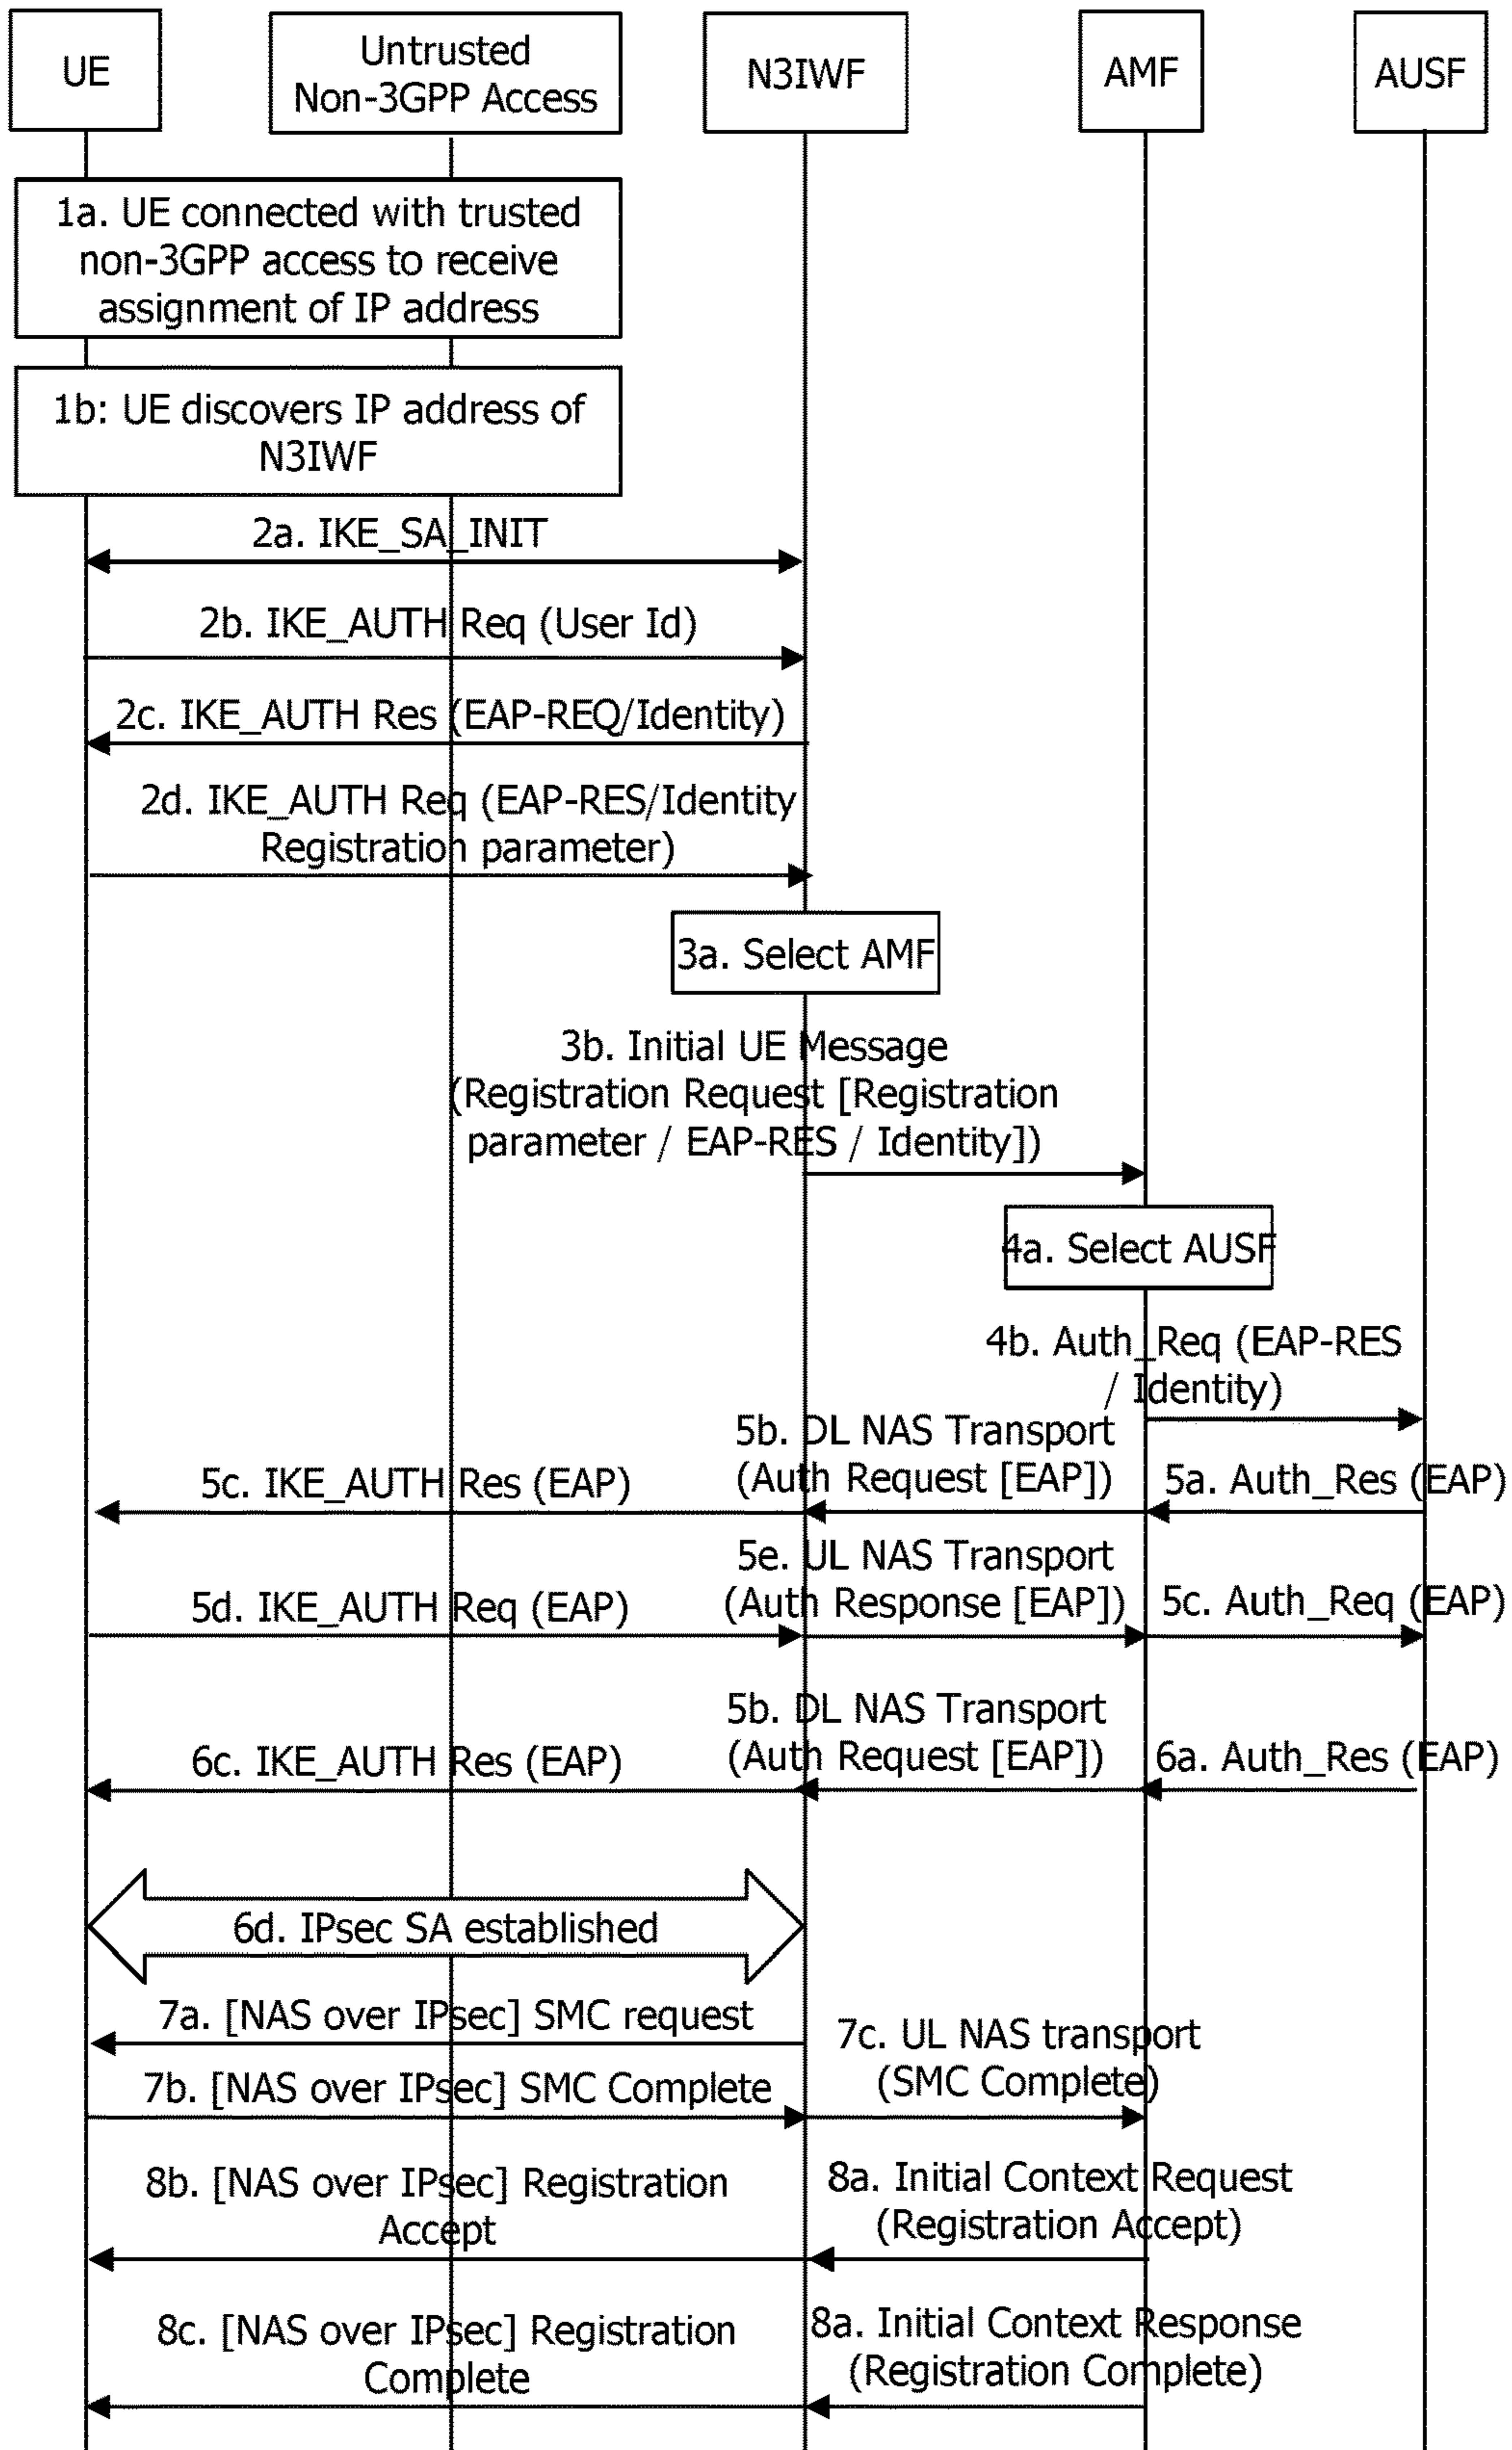 UE
Untrusted
Non-3GPP Access
N3IWF
AMF
AUSF
1a. UE connected with trusted
non-3GPP access to receive
assignment of IP address
1b: UE discovers IP address of
N3IWF
2a. IKE_SA_INIT
2b. IKE_AUTH Req (User Id)
2c. IKE_AUTH Res (EAP-REQ/Identity)
2d. IKE_AUTH Req (EAP-RES/Identity
Registration parameter)
3a. Select AMF
3b. Initial UE Message
(Registration Request [Registration
parameter / EAP-RES / Identity])
4a. Select AUSF
4b. Auth_Req (EAP-RES
/ Identity)
5b. DL NAS Transport
(Auth Request [EAP])
5c. IKE_AUTH Res (EAP)
5a. Auth_Res (EAP)
5e. UL NAS Transport
(Auth Response [EAP])
5d. IKE_AUTH Req (EAP)
5c. Auth_Req (EAP)
5b. DL NAS Transport
(Auth Request [EAP])
6c. IKE_AUTH Res (EAP)
6a. Auth_Res (EAP)
6d. IPsec SA established
7a. [NAS over IPsec] SMC request
7c. UL NAS transport
(SMC Complete)
7b. [NAS over IPsec] SMC Complete
8b. [NAS over IPsec] Registration
Accept
8a. Initial Context Request
(Registration Accept)
8c. [NAS over IPsec] Registration
Complete
8a. Initial Context Response
(Registration Complete)